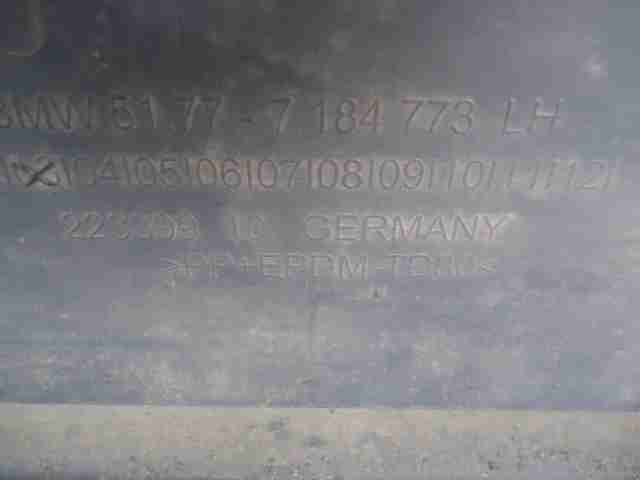 BMW 51.77 - 7 184 773 LH
|04|05|06|07|08|09|10|11|12|
GERMANY
>PP+EPDM-TD